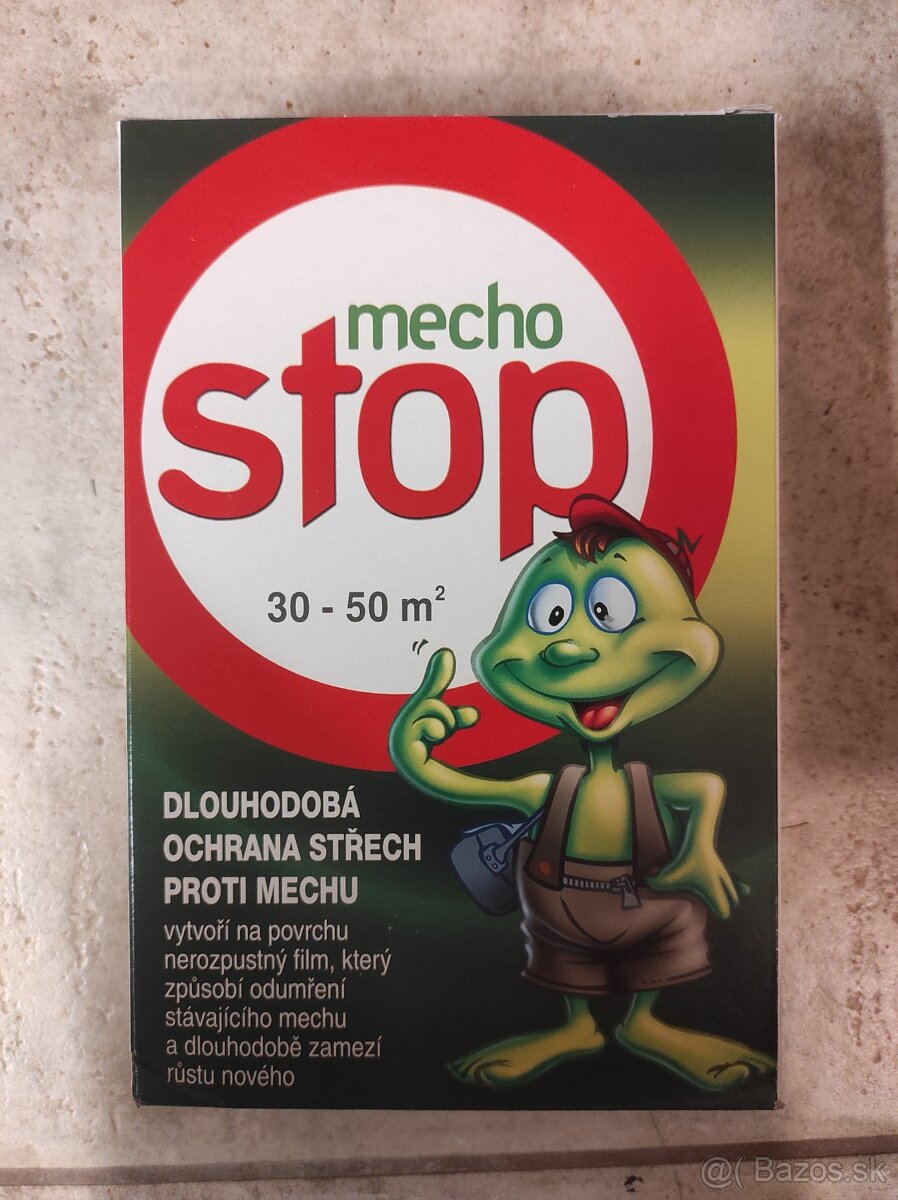 mecho
stop
30 - 50 m²
DLOUHODOBÁ
OCHRANA STŘECH
PROTI MECHU
vytvoří na povrchu
nerozpustný film, který
způsobí odumření
stávajícího mechu
a dlouhodobě zamezí
růstu nového
@( Bazos.sk